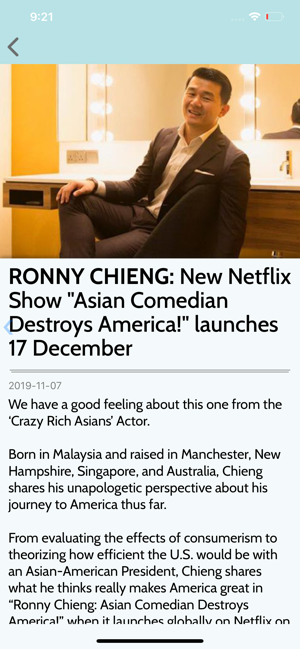 9:21
RONNY CHIENG: New Netflix
Show "Asian Comedian
Destroys America!" launches
17 December
2019-11-07
We have a good feeling about this one from the
‘Crazy Rich Asians’ Actor.
Born in Malaysia and raised in Manchester, New
Hampshire, Singapore, and Australia, Chieng
shares his unapologetic perspective about his
journey to America thus far.
From evaluating the effects of consumerism to
theorizing how efficient the U.S. would be with
an Asian-American President, Chieng shares
what he thinks really makes America great in
“Ronny Chieng: Asian Comedian Destroys
America!” when it launches globally on Netflix on